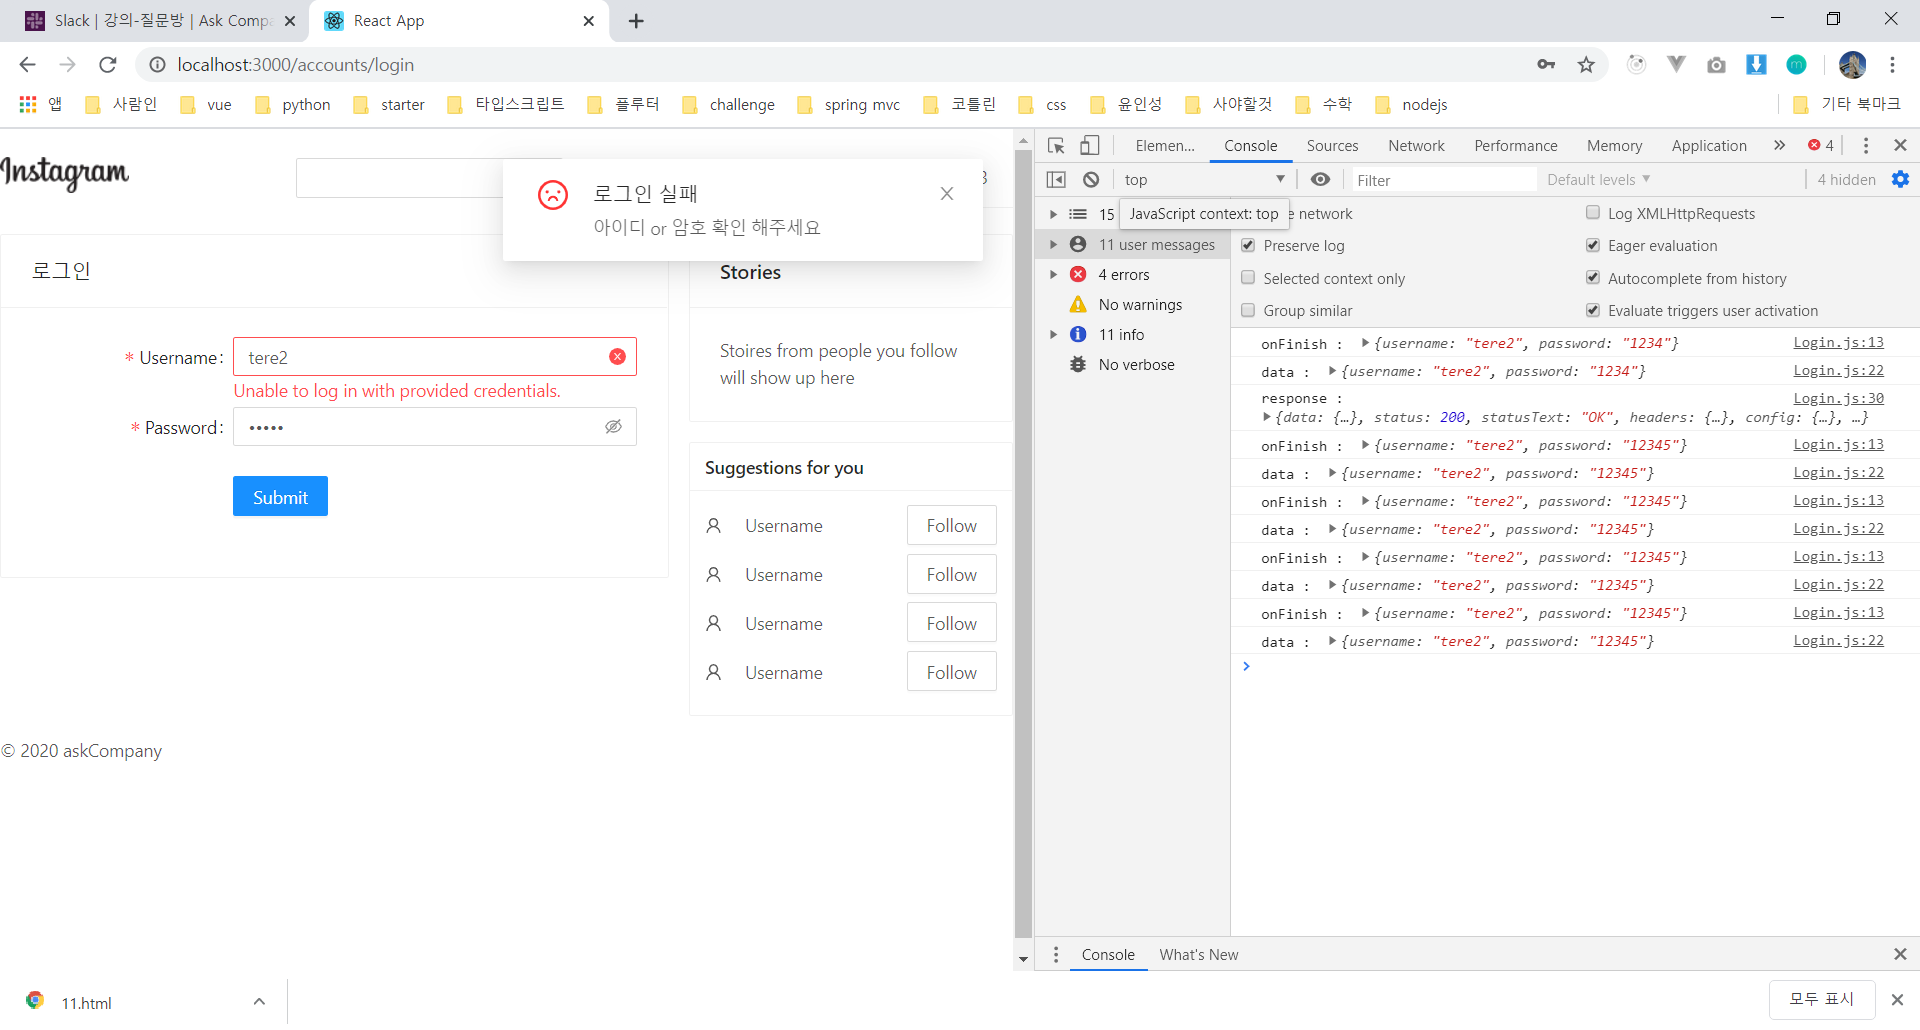 Slack | 강의-질문방 | Ask Comp
React App
localhost:3000/accounts/login
앱
사람인
vue
python
starter
타입스크립트
플루터
challenge
spring mvc
코틀린
css
윤인성
사야할것
수학
nodejs
기타 북마크
Instagram
로그인 실패
아이디 or 암호 확인 해주세요
로그인
* Username:
tere2
Unable to log in with provided credentials.
* Password:
•••••
Submit
Stories
Stoires from people you follow
will show up here
Suggestions for you
Username Follow
Username Follow
Username Follow
Username Follow
© 2020 askCompany
Elemen... Console Sources Network Performance Memory Application » 4
top
Filter
Default levels
4 hidden
JavaScript context: top
15
11 user messages
4 errors
No warnings
11 info
No verbose
network
Log XMLHttpRequests
Preserve log
Eager evaluation
Selected context only
Autocomplete from history
Group similar
Evaluate triggers user activation
onFinish : {username: "tere2", password: "1234"} Login.js:13
data : {username: "tere2", password: "1234"} Login.js:22
response : Login.js:30
{data: {…}, status: 200, statusText: "OK", headers: {…}, config: {…}, …}
onFinish : {username: "tere2", password: "12345"} Login.js:13
data : {username: "tere2", password: "12345"} Login.js:22
onFinish : {username: "tere2", password: "12345"} Login.js:13
data : {username: "tere2", password: "12345"} Login.js:22
onFinish : {username: "tere2", password: "12345"} Login.js:13
data : {username: "tere2", password: "12345"} Login.js:22
onFinish : {username: "tere2", password: "12345"} Login.js:13
data : {username: "tere2", password: "12345"} Login.js:22
Console
What's New
11.html
모두 표시